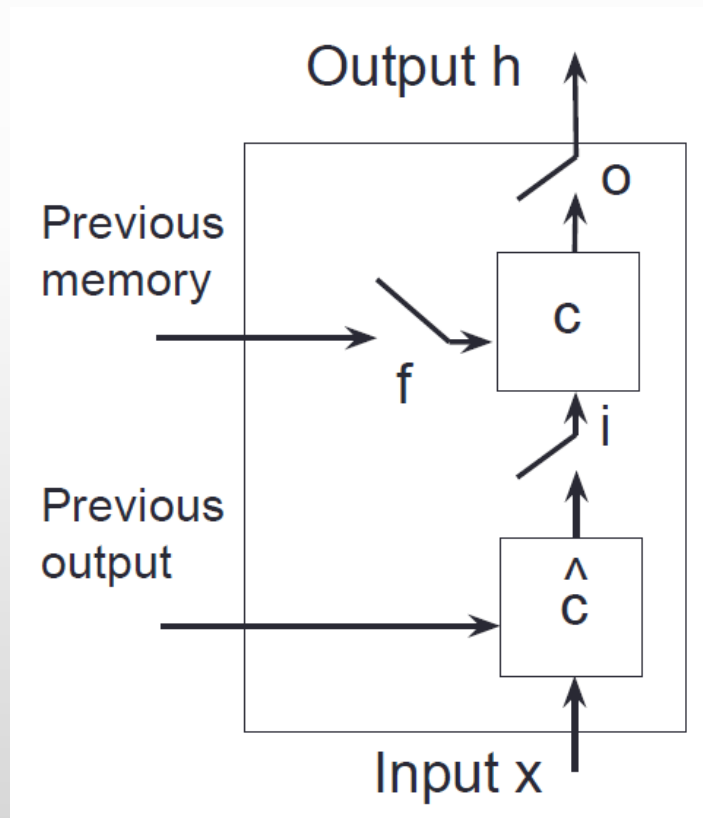 Output h
o
Previous
memory
c
f
i
Previous
output
ĉ
Input x